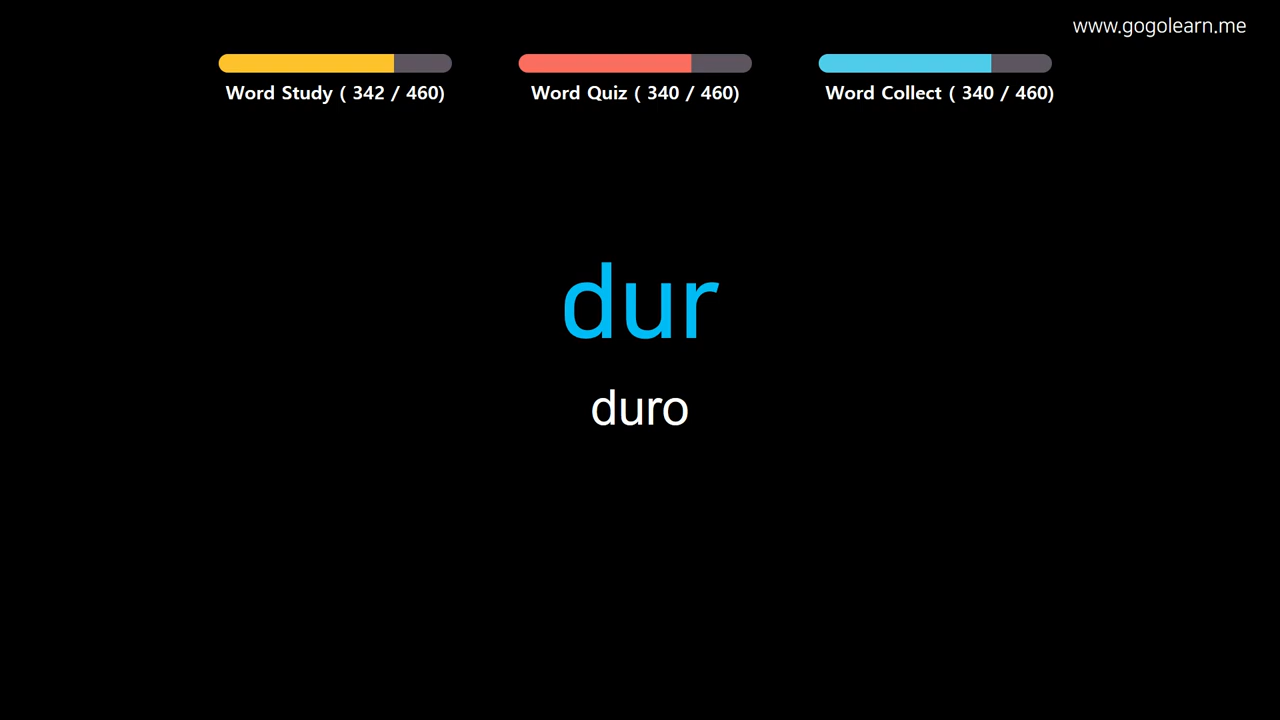 www.gogolearn.me
Word Study ( 342 / 460)
Word Quiz ( 340 / 460)
Word Collect ( 340 / 460)
dur
duro